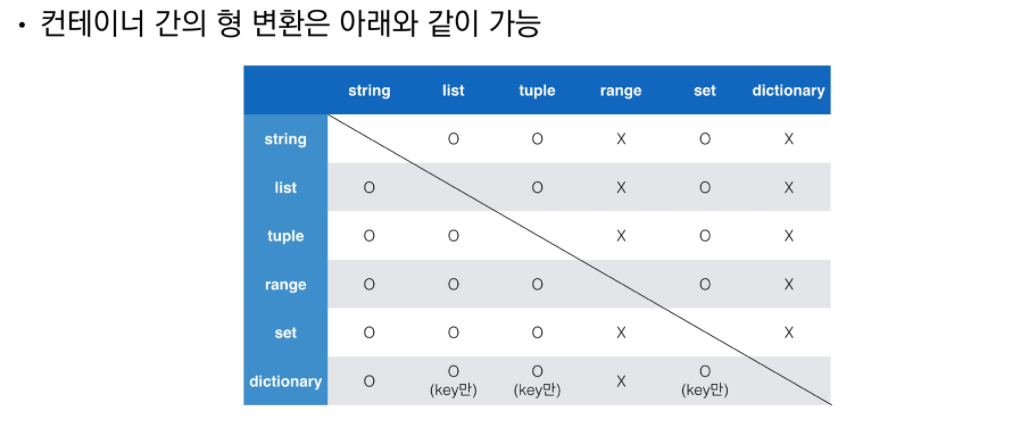 • 컨테이너 간의 형 변환은 아래와 같이 가능
string list tuple range set dictionary
string O O X O X
list O O X O X
tuple O O X O X
range O O O O X
set O O O X X
dictionary O O (key만) O (key만) X O (key만)